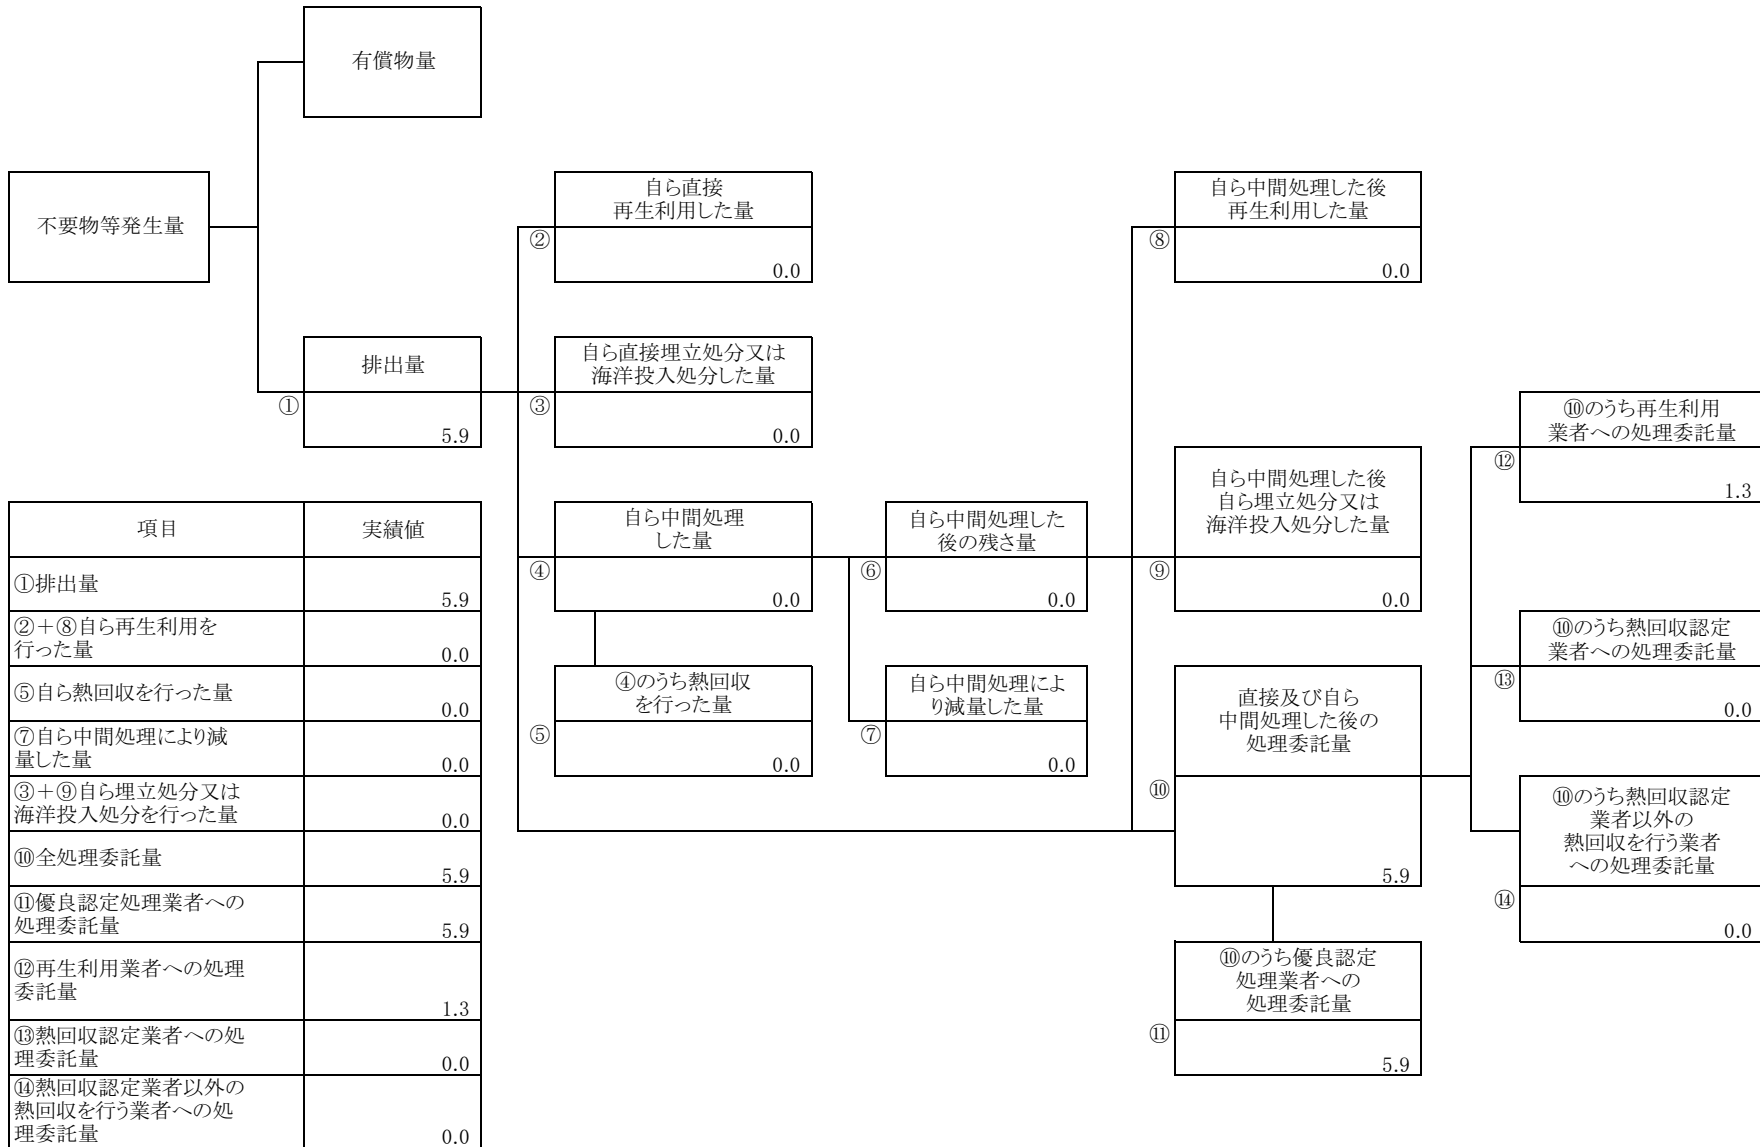 有償物量
不要物等発生量
排出量
①
5.9
自ら直接
再生利用した量
②
0.0
自ら直接埋立処分又は
海洋投入処分した量
③
0.0
自ら中間処理
した量
④
0.0
④のうち熱回収
を行った量
⑤
0.0
自ら中間処理した
後の残さ量
⑥
0.0
自ら中間処理によ
り減量した量
⑦
0.0
自ら中間処理した後
再生利用した量
⑧
0.0
自ら中間処理した後
自ら埋立処分又は
海洋投入処分した量
⑨
0.0
直接及び自ら
中間処理した後の
処理委託量
⑩
5.9
⑩のうち優良認定
処理業者への
処理委託量
⑪
5.9
⑩のうち再生利用
業者への処理委託量
⑫
1.3
⑩のうち熱回収認定
業者への処理委託量
⑬
0.0
⑩のうち熱回収認定
業者以外の
熱回収を行う業者
への処理委託量
⑭
0.0
項目 実績値
①排出量
5.9
②＋⑧自ら再生利用を
行った量
0.0
⑤自ら熱回収を行った量
0.0
⑦自ら中間処理により減
量した量
0.0
③＋⑨自ら埋立処分又は
海洋投入処分を行った量
0.0
⑩全処理委託量
5.9
⑪優良認定処理業者への
処理委託量
5.9
⑫再生利用業者への処理
委託量
1.3
⑬熱回収認定業者への処
理委託量
0.0
⑭熱回収認定業者以外の
熱回収を行う業者への処
理委託量
0.0